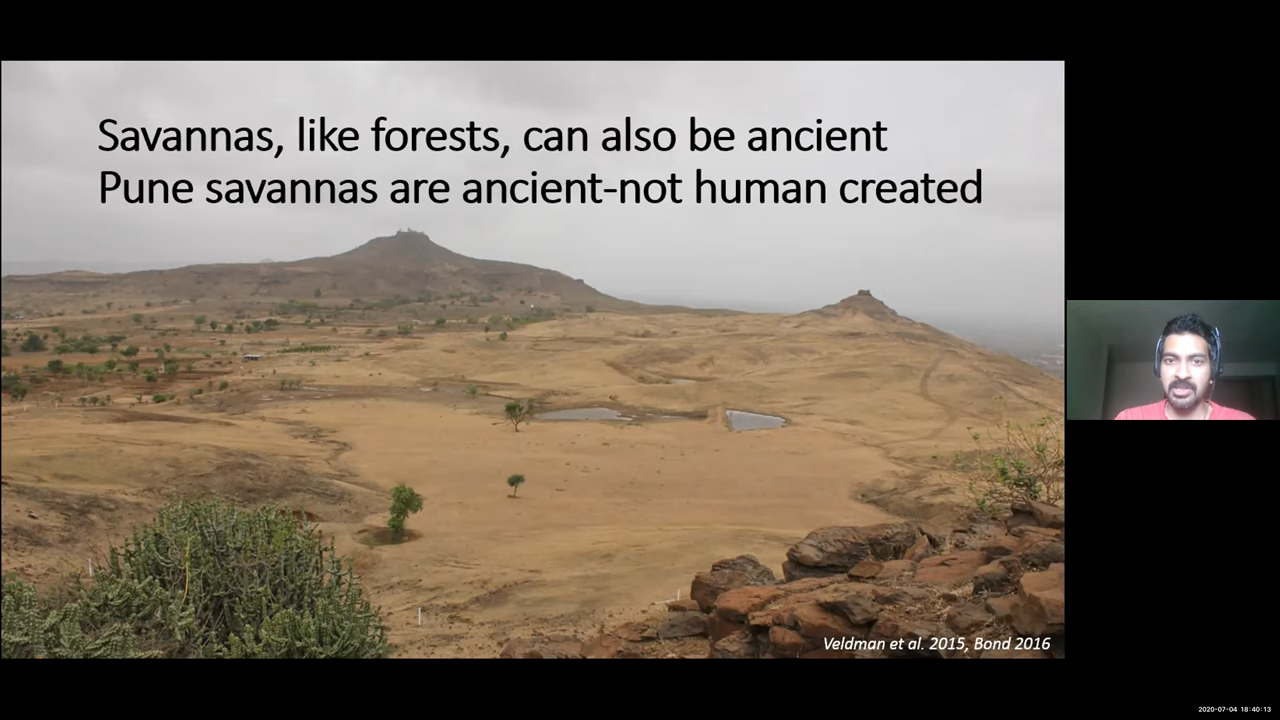 Savannas, like forests, can also be ancient
Pune savannas are ancient-not human created
Veldman et al. 2015, Bond 2016
2020-07-04 18:40:13